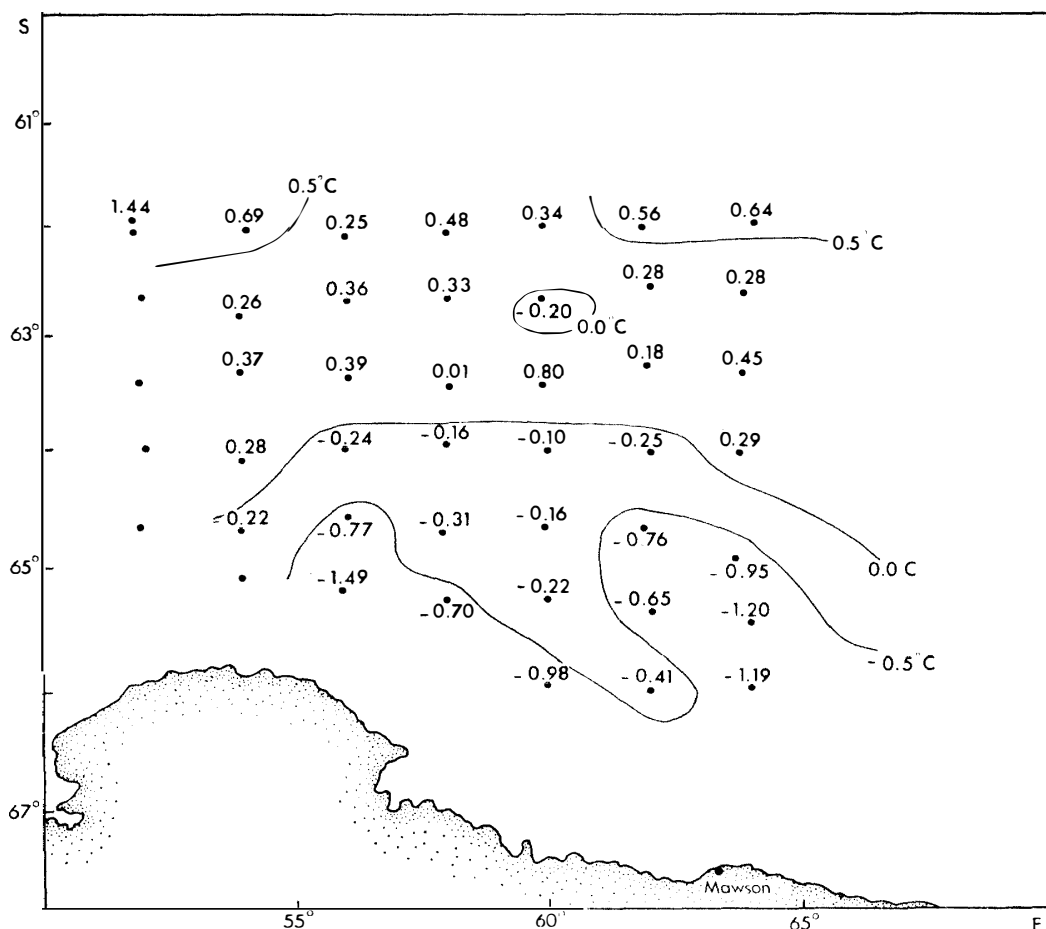 S
61°
0.5°C
1.44 0.69 0.25 0.48 0.34 0.56 0.64
0.5°C
0.26 0.36 0.33 -0.20 0.28 0.28
0.0°C
63°
0.37 0.39 0.01 0.80 0.18 0.45
0.28 -0.24 -0.16 -0.10 -0.25 0.29
-0.22 -0.77 -0.31 -0.16 -0.76 -0.95
65°
0.0 C
-1.49 -0.70 -0.22 -0.65 -1.20
-0.5°C
-0.98 -0.41 -1.19
67°
Mawson
55° 60° 65° E